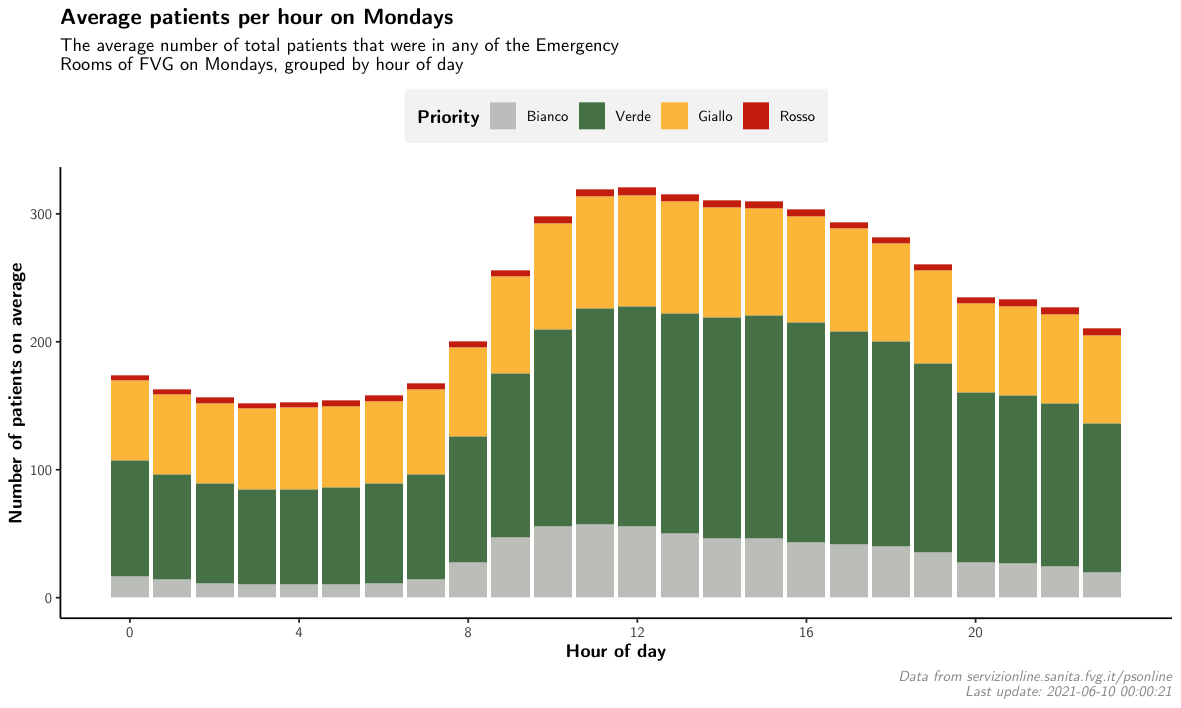 Average patients per hour on Mondays
The average number of total patients that were in any of the Emergency
Rooms of FVG on Mondays, grouped by hour of day
Priority Bianco Verde Giallo Rosso
Number of patients on average
300
200
100
0
0 4 8 12 16 20
Hour of day
Data from servizionline.sanita.fvg.it/psonline
Last update: 2021-06-10 00:00:21